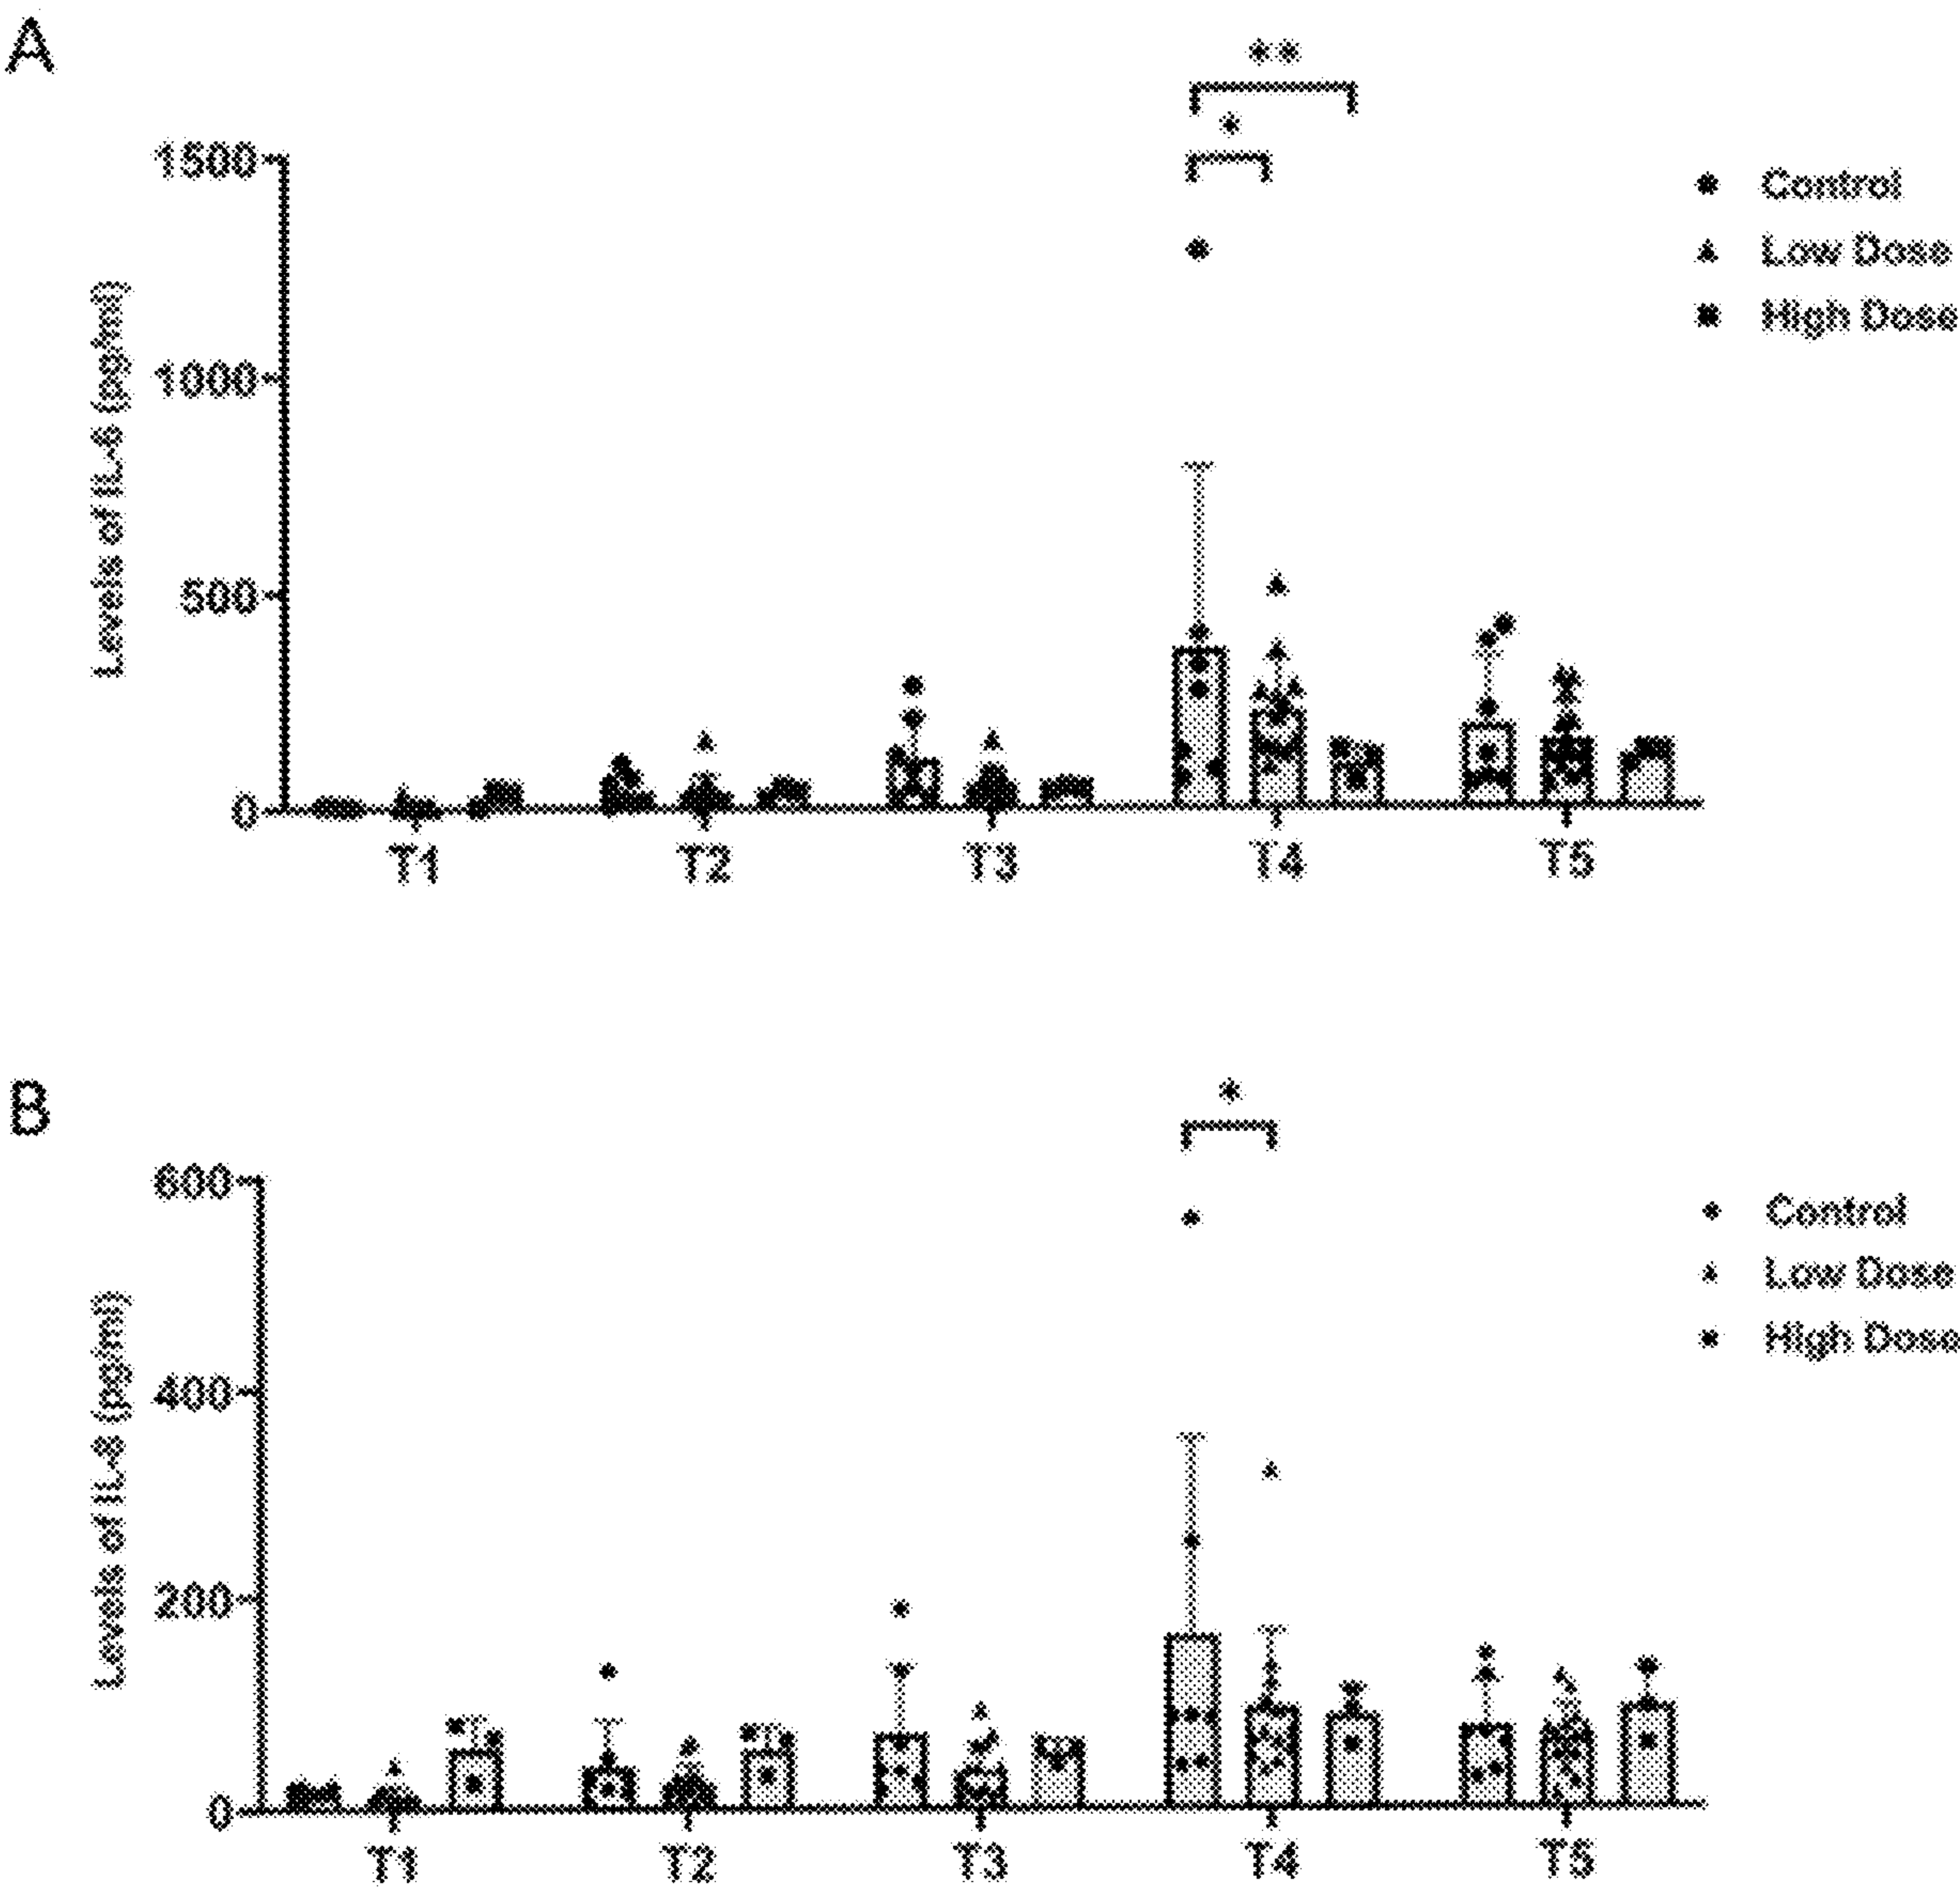 A
**
*
1500
1000
500
0
Levels of IL-6 (pg/ml)
Control
Low Dose
High Dose
T1 T2 T3 T4 T5
B
*
600
400
200
0
Levels of IL-8 (pg/ml)
Control
Low Dose
High Dose
T1 T2 T3 T4 T5